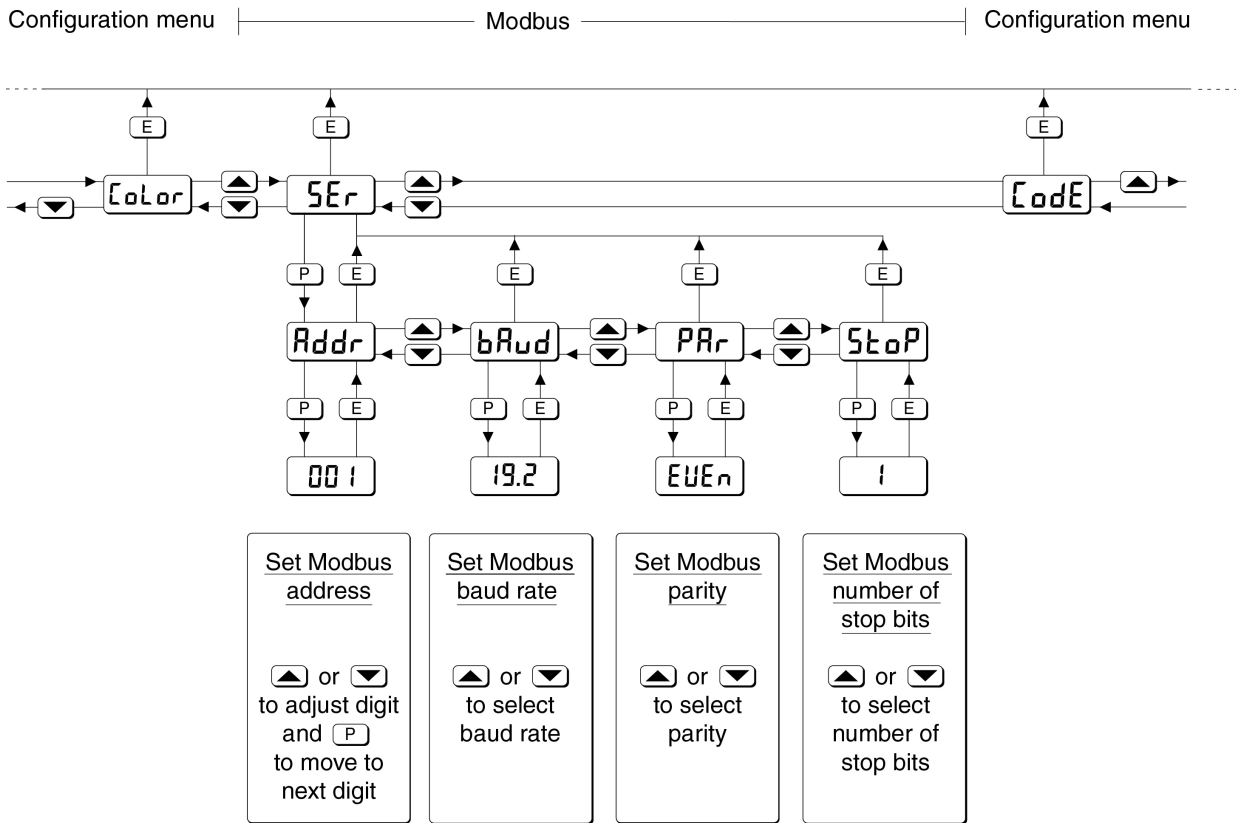 Configuration menu
Modbus
Configuration menu
E
E
E
CoLor
SEr
CodE
P
E
E
E
E
Addr
bAud
PAr
StoP
P
E
P
E
P
E
P
E
001
19.2
EVEn
1
Set Modbus
address
or
to adjust digit
and P
to move to
next digit
Set Modbus
baud rate
or
to select
baud rate
Set Modbus
parity
or
to select
parity
Set Modbus
number of
stop bits
or
to select
number of
stop bits